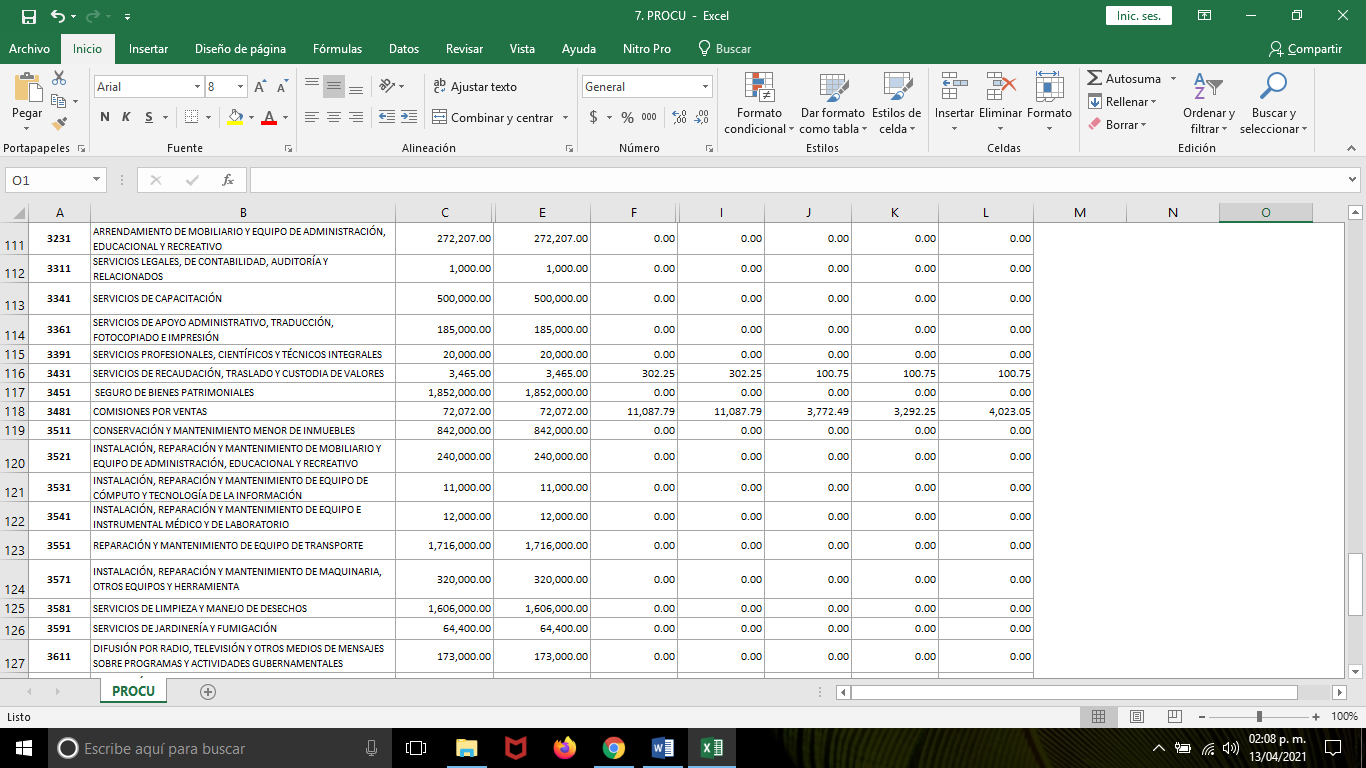 7. PROCU - Excel
Inic. ses.
Archivo Inicio Insertar Diseño de página Fórmulas Datos Revisar Vista Ayuda Nitro Pro Buscar Compartir
Pegar
Arial 8 A A
N K S A
Ajustar texto
Combinar y centrar
General
$ % 000
Formato condicional
Dar formato como tabla
Estilos de celda
Insertar Eliminar Formato
Autosuma
Rellenar
Borrar
Ordenar y filtrar
Buscar y seleccionar
Portapapeles Fuente Alineación Número Estilos Celdas Edición
O1 fx
A B C E F I J K L M N O
111 3231 ARRENDAMIENTO DE MOBILIARIO Y EQUIPO DE ADMINISTRACIÓN, 272,207.00 272,207.00 0.00 0.00 0.00 0.00 0.00
EDUCACIONAL Y RECREATIVO
112 3311 SERVICIOS LEGALES, DE CONTABILIDAD, AUDITORÍA Y 1,000.00 1,000.00 0.00 0.00 0.00 0.00 0.00
RELACIONADOS
113 3341 SERVICIOS DE CAPACITACIÓN 500,000.00 500,000.00 0.00 0.00 0.00 0.00 0.00
114 3361 SERVICIOS DE APOYO ADMINISTRATIVO, TRADUCCIÓN, 185,000.00 185,000.00 0.00 0.00 0.00 0.00 0.00
FOTOCOPIADO E IMPRESIÓN
115 3391 SERVICIOS PROFESIONALES, CIENTÍFICOS Y TÉCNICOS INTEGRALES 20,000.00 20,000.00 0.00 0.00 0.00 0.00 0.00
116 3431 SERVICIOS DE RECAUDACIÓN, TRASLADO Y CUSTODIA DE VALORES 3,465.00 3,465.00 302.25 302.25 100.75 100.75 100.75
117 3451 SEGURO DE BIENES PATRIMONIALES 1,852,000.00 1,852,000.00 0.00 0.00 0.00 0.00 0.00
118 3481 COMISIONES POR VENTAS 72,072.00 72,072.00 11,087.79 11,087.79 3,772.49 3,292.25 4,023.05
119 3511 CONSERVACIÓN Y MANTENIMIENTO MENOR DE INMUEBLES 842,000.00 842,000.00 0.00 0.00 0.00 0.00 0.00
120 3521 INSTALACIÓN, REPARACIÓN Y MANTENIMIENTO DE MOBILIARIO Y 240,000.00 240,000.00 0.00 0.00 0.00 0.00 0.00
EQUIPO DE ADMINISTRACIÓN, EDUCACIONAL Y RECREATIVO
121 3531 INSTALACIÓN, REPARACIÓN Y MANTENIMIENTO DE EQUIPO DE 11,000.00 11,000.00 0.00 0.00 0.00 0.00 0.00
CÓMPUTO Y TECNOLOGÍA DE LA INFORMACIÓN
122 3541 INSTALACIÓN, REPARACIÓN Y MANTENIMIENTO DE EQUIPO E 12,000.00 12,000.00 0.00 0.00 0.00 0.00 0.00
INSTRUMENTAL MÉDICO Y DE LABORATORIO
123 3551 REPARACIÓN Y MANTENIMIENTO DE EQUIPO DE TRANSPORTE 1,716,000.00 1,716,000.00 0.00 0.00 0.00 0.00 0.00
124 3571 INSTALACIÓN, REPARACIÓN Y MANTENIMIENTO DE MAQUINARIA, 320,000.00 320,000.00 0.00 0.00 0.00 0.00 0.00
OTROS EQUIPOS Y HERRAMIENTA
125 3581 SERVICIOS DE LIMPIEZA Y MANEJO DE DESECHOS 1,606,000.00 1,606,000.00 0.00 0.00 0.00 0.00 0.00
126 3591 SERVICIOS DE JARDINERÍA Y FUMIGACIÓN 64,400.00 64,400.00 0.00 0.00 0.00 0.00 0.00
127 3611 DIFUSIÓN POR RADIO, TELEVISIÓN Y OTROS MEDIOS DE MENSAJES 173,000.00 173,000.00 0.00 0.00 0.00 0.00 0.00
SOBRE PROGRAMAS Y ACTIVIDADES GUBERNAMENTALES
PROCU
Listo 100%
Escribe aquí para buscar
02:08 p. m.
13/04/2021